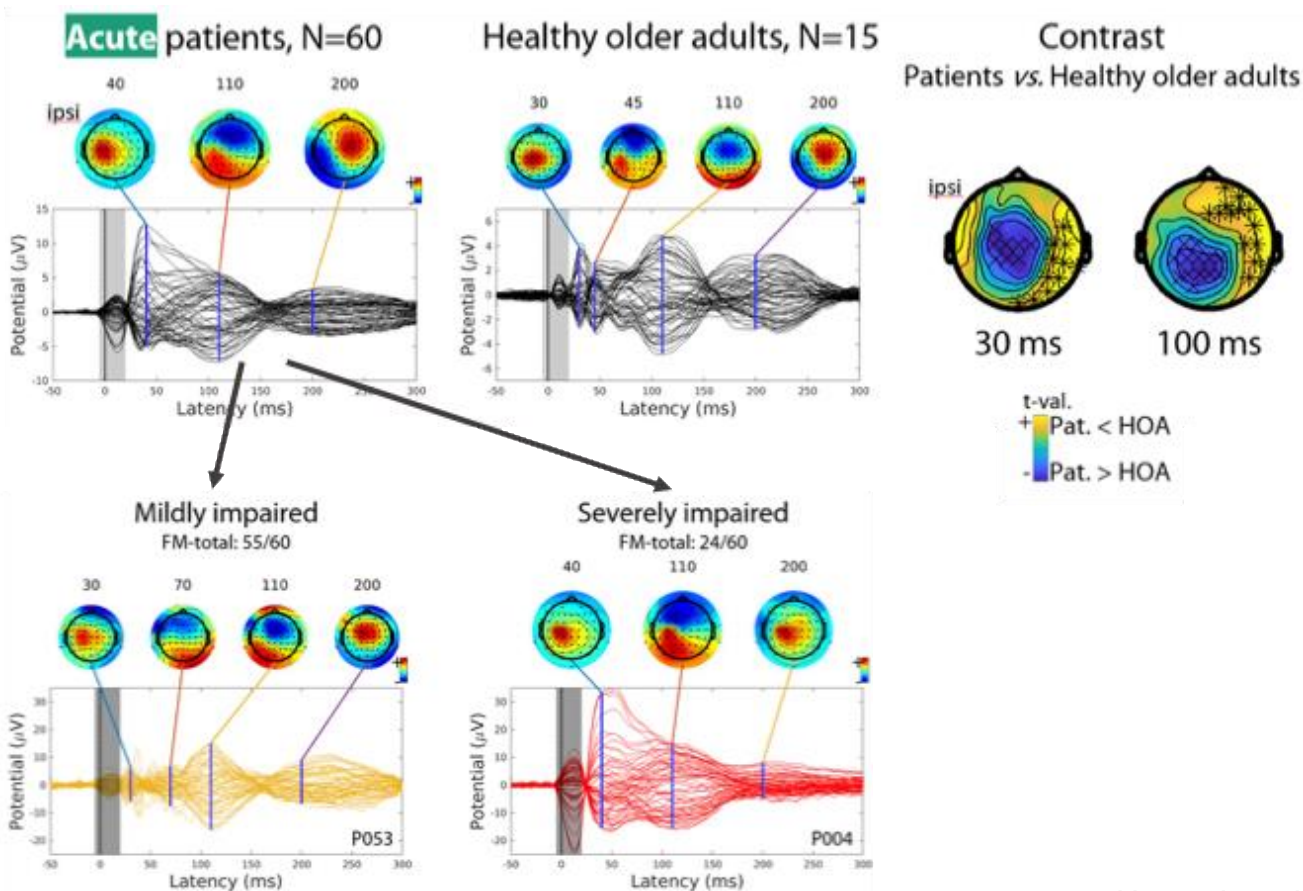 Acute patients, N=60
40 110 200
ipsi
+
-
15
10
5
0
-5
-10
Potential (μV)
-50 0 50 100 150 200 250 300
Latency (ms)
Healthy older adults, N=15
30 45 110 200
+
-
6
4
2
0
-2
-4
-6
Potential (μV)
-50 0 50 100 150 200 250 300
Latency (ms)
Contrast
Patients vs. Healthy older adults
ipsi
30 ms 100 ms
t-val.
+ Pat. < HOA
- Pat. > HOA
Mildly impaired
FM-total: 55/60
30 70 110 200
+
-
30
20
10
0
-10
-20
Potential (μV)
P053
-50 0 50 100 150 200 250 300
Latency (ms)
Severely impaired
FM-total: 24/60
40 110 200
+
-
30
20
10
0
-10
-20
Potential (μV)
P004
-50 0 50 100 150 200 250 300
Latency (ms)